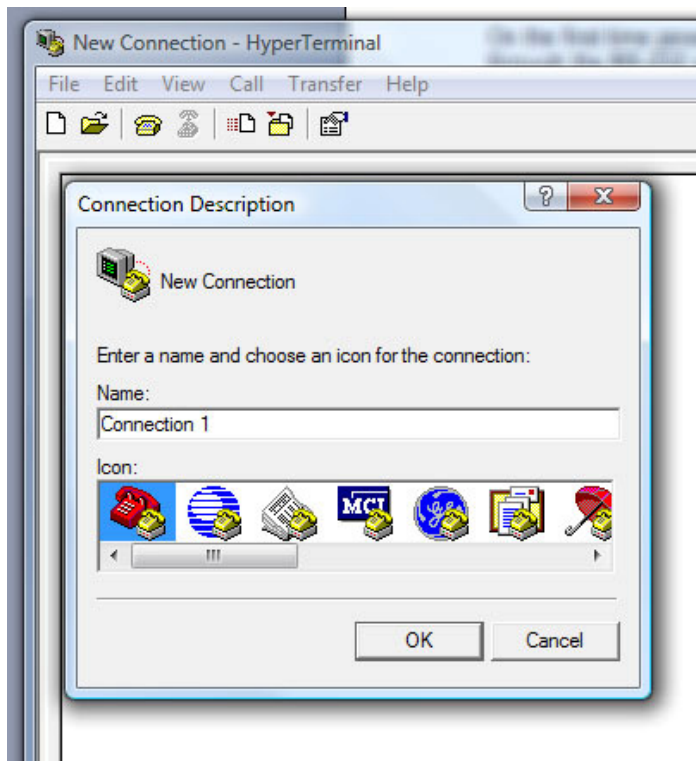 New Connection - HyperTerminal
File Edit View Call Transfer Help
Connection Description
New Connection
Enter a name and choose an icon for the connection:
Name:
Connection 1
Icon:
MCI
OK Cancel